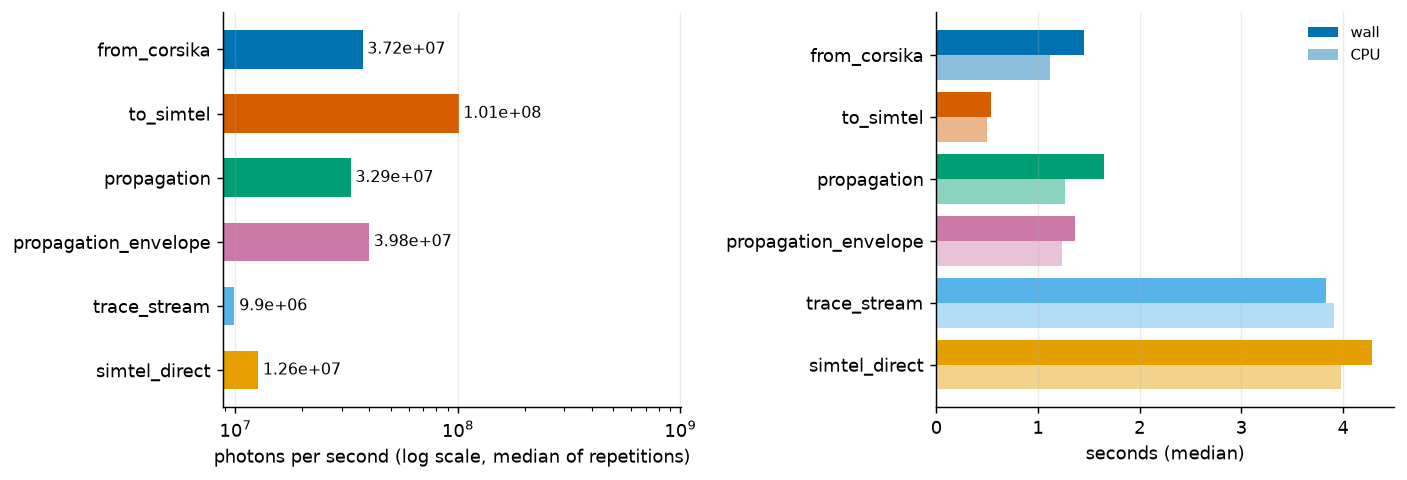 from_corsika
3.72e+07
to_simtel
1.01e+08
propagation
3.29e+07
propagation_envelope
3.98e+07
trace_stream
9.9e+06
simtel_direct
1.26e+07
10^7
10^8
10^9
photons per second (log scale, median of repetitions)
wall
CPU
from_corsika
to_simtel
propagation
propagation_envelope
trace_stream
simtel_direct
0 1 2 3 4
seconds (median)